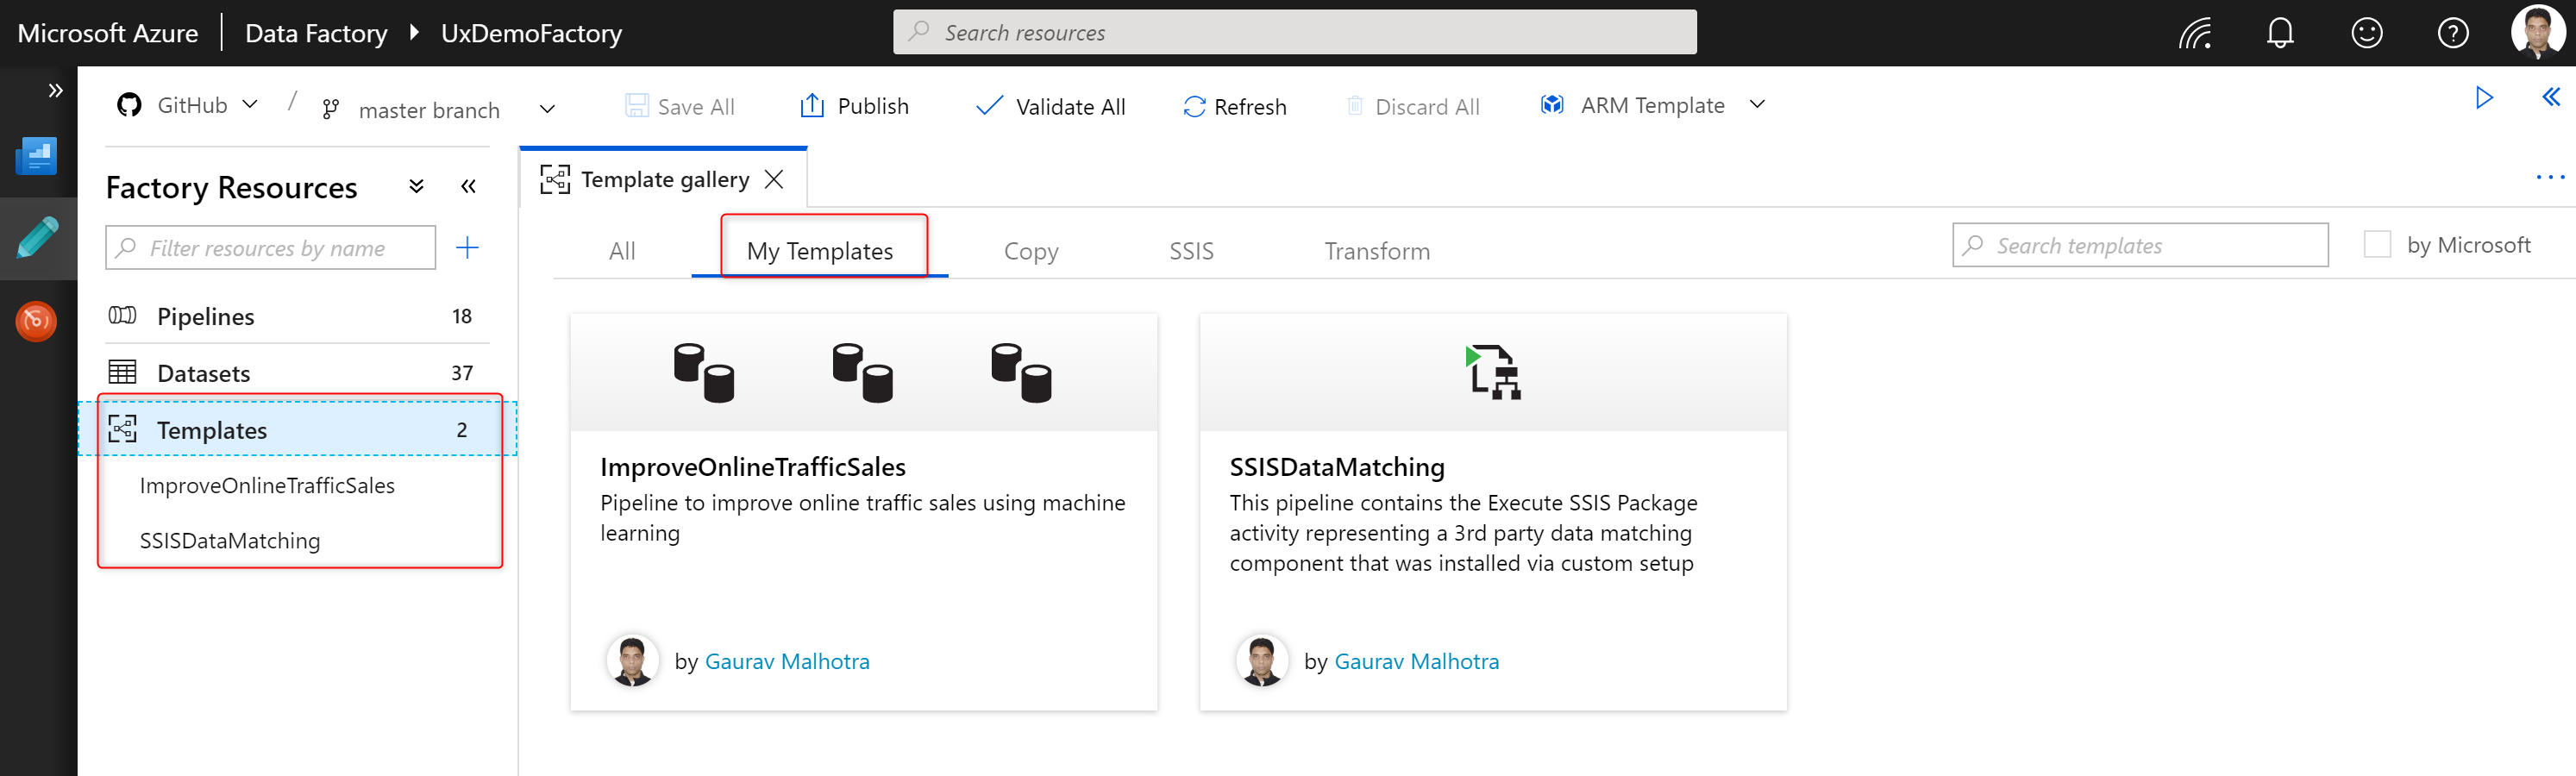 Microsoft Azure | Data Factory UxDemoFactory
Search resources
GitHub / master branch
Save All
Publish
Validate All
Refresh
Discard All
ARM Template
Factory Resources
Filter resources by name
Pipelines 18
Datasets 37
Templates 2
ImproveOnlineTrafficSales
SSISDataMatching
Template gallery
All
My Templates
Copy
SSIS
Transform
Search templates
by Microsoft
ImproveOnlineTrafficSales
Pipeline to improve online traffic sales using machine
learning
by Gaurav Malhotra
SSISDataMatching
This pipeline contains the Execute SSIS Package
activity representing a 3rd party data matching
component that was installed via custom setup
by Gaurav Malhotra